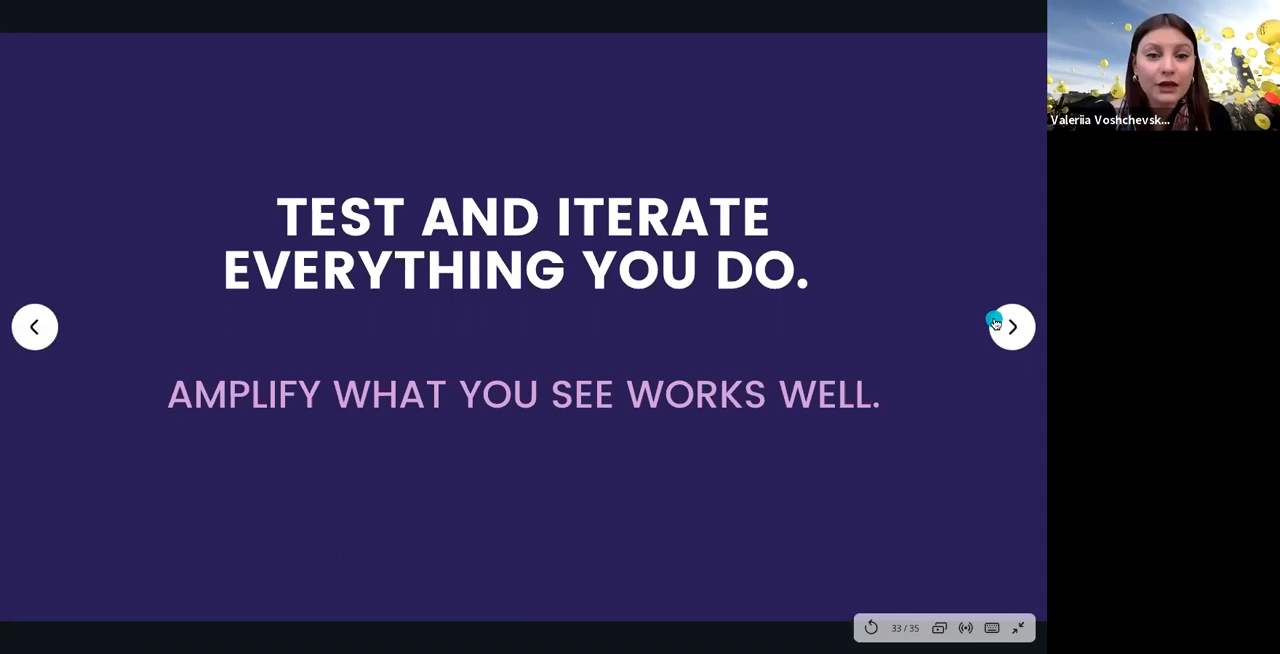 TEST AND ITERATE
EVERYTHING YOU DO.
AMPLIFY WHAT YOU SEE WORKS WELL.
Valeriia Voshchevsk...
33 / 35